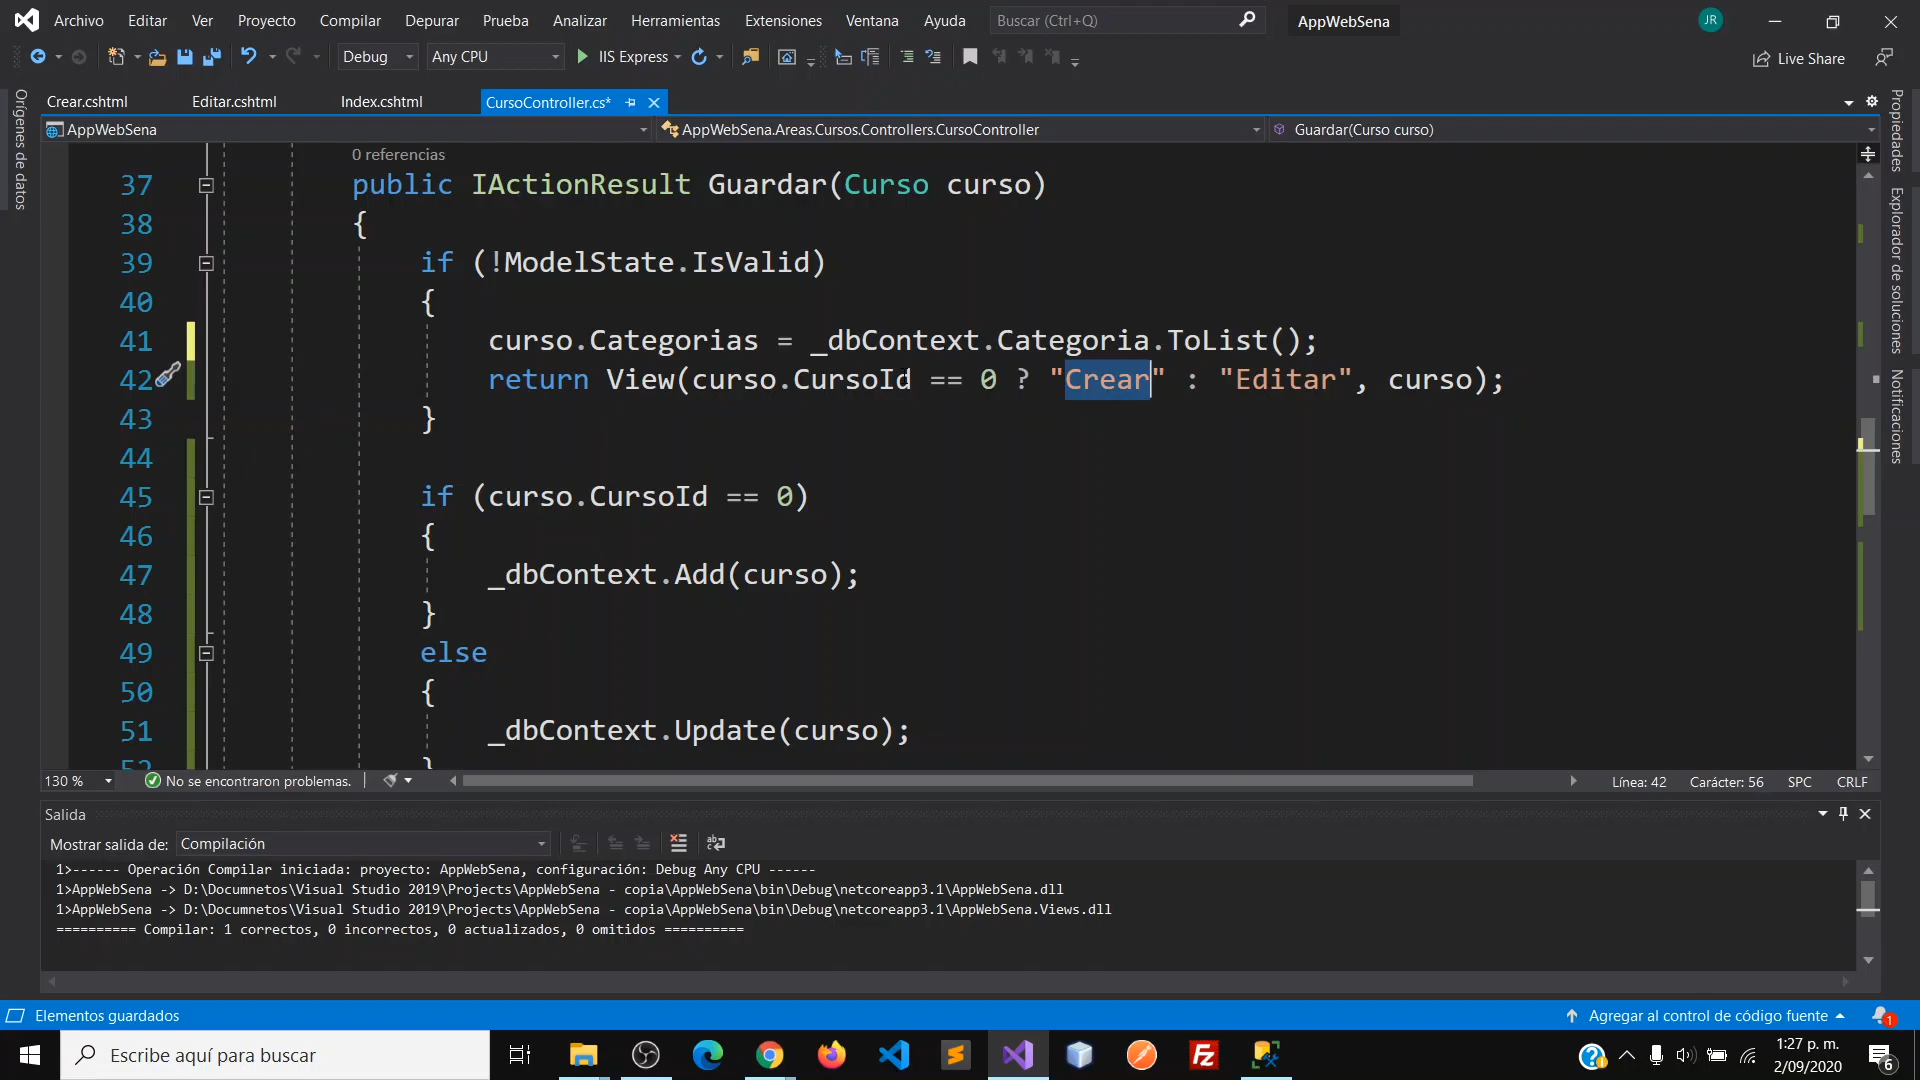 Archivo Editar Ver Proyecto Compilar Depurar Prueba Analizar Herramientas Extensiones Ventana Ayuda Buscar (Ctrl+Q) AppWebSena JR
Debug Any CPU IIS Express Live Share
Crear.cshtml Editar.cshtml Index.cshtml CursoController.cs*
AppWebSena AppWebSena.Areas.Cursos.Controllers.CursoController Guardar(Curso curso)
Orígenes de datos
Propiedades
Explorador de soluciones
Notificaciones
0 referencias
37 public IActionResult Guardar(Curso curso)
38 {
39 if (!ModelState.IsValid)
40 {
41 curso.Categorias = _dbContext.Categoria.ToList();
42 return View(curso.CursoId == 0 ? "Crear" : "Editar", curso);
43 }
44
45 if (curso.CursoId == 0)
46 {
47 _dbContext.Add(curso);
48 }
49 else
50 {
51 _dbContext.Update(curso);
52 }
130 % No se encontraron problemas. Línea: 42 Carácter: 56 SPC CRLF
Salida
Mostrar salida de: Compilación
1>------ Operación Compilar iniciada: proyecto: AppWebSena, configuración: Debug Any CPU ------
1>AppWebSena -> D:\Documnetos\Visual Studio 2019\Projects\AppWebSena - copia\AppWebSena\bin\Debug\netcoreapp3.1\AppWebSena.dll
1>AppWebSena -> D:\Documnetos\Visual Studio 2019\Projects\AppWebSena - copia\AppWebSena\bin\Debug\netcoreapp3.1\AppWebSena.Views.dll
========== Compilar: 1 correctos, 0 incorrectos, 0 actualizados, 0 omitidos ==========
Elementos guardados Agregar al control de código fuente 1
Escribe aquí para buscar 1:27 p. m.
2/09/2020 6